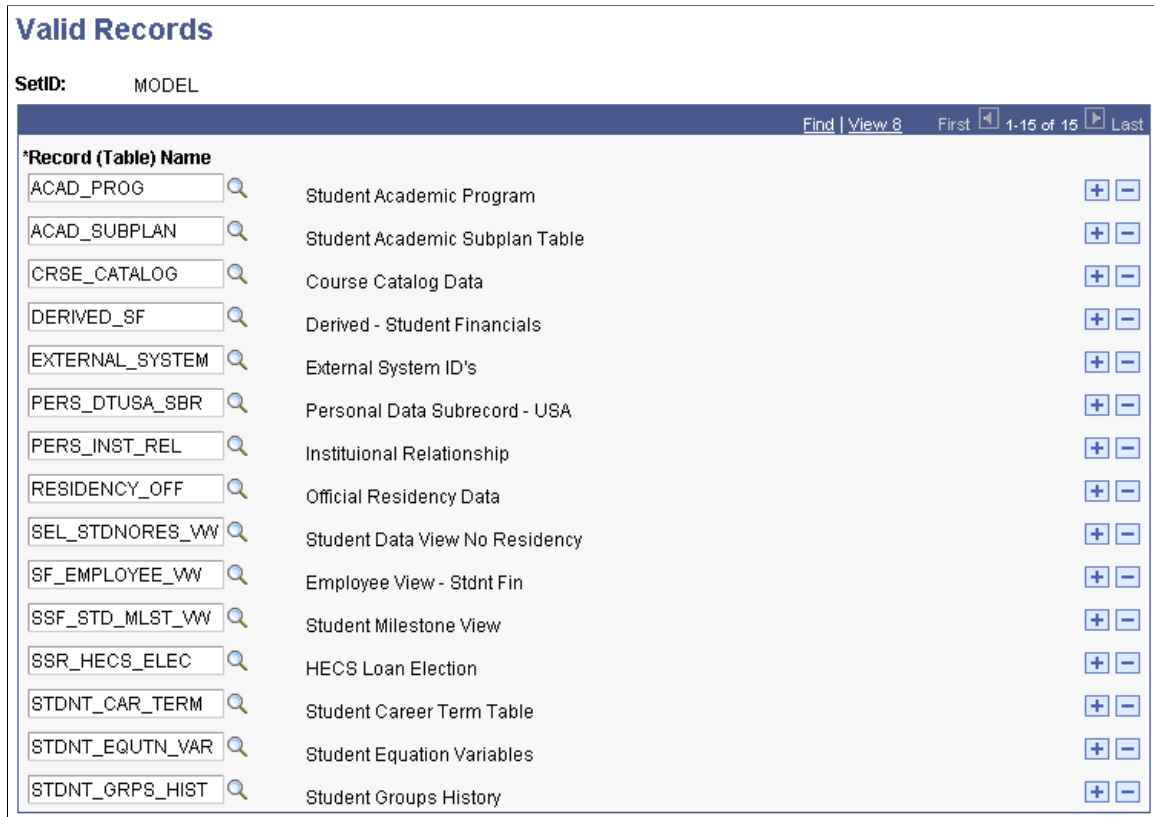 Valid Records
SetID: MODEL
Find | View 8 First 1-15 of 15 Last
*Record (Table) Name
ACAD_PROG Student Academic Program
ACAD_SUBPLAN Student Academic Subplan Table
CRSE_CATALOG Course Catalog Data
DERIVED_SF Derived - Student Financials
EXTERNAL_SYSTEM External System ID's
PERS_DTUSA_SBR Personal Data Subrecord - USA
PERS_INST_REL Instituional Relationship
RESIDENCY_OFF Official Residency Data
SEL_STDNORES_VW Student Data View No Residency
SF_EMPLOYEE_VW Employee View - Stdnt Fin
SSF_STD_MLST_VW Student Milestone View
SSR_HECS_ELEC HECS Loan Election
STDNT_CAR_TERM Student Career Term Table
STDNT_EQUTN_VAR Student Equation Variables
STDNT_GRPS_HIST Student Groups History